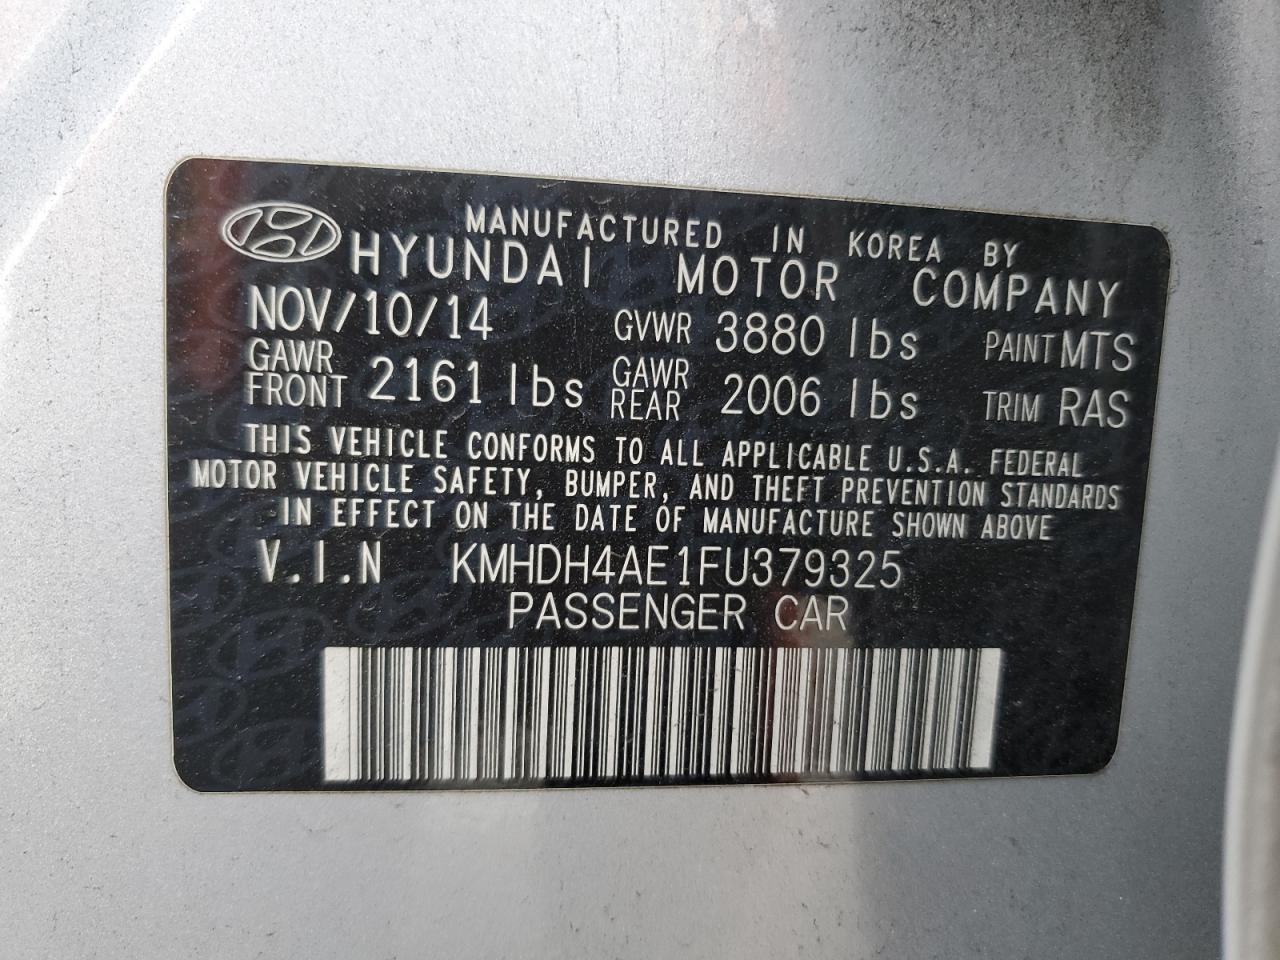 MANUFACTURED IN KOREA BY
HYUNDAI MOTOR COMPANY
NOV/10/14 GVWR 3880 lbs PAINT MTS
GAWR FRONT 2161 lbs GAWR REAR 2006 lbs TRIM RAS
THIS VEHICLE CONFORMS TO ALL APPLICABLE U.S.A. FEDERAL
MOTOR VEHICLE SAFETY, BUMPER, AND THEFT PREVENTION STANDARDS
IN EFFECT ON THE DATE OF MANUFACTURE SHOWN ABOVE
V.I.N KMHDH4AE1FU379325
PASSENGER CAR